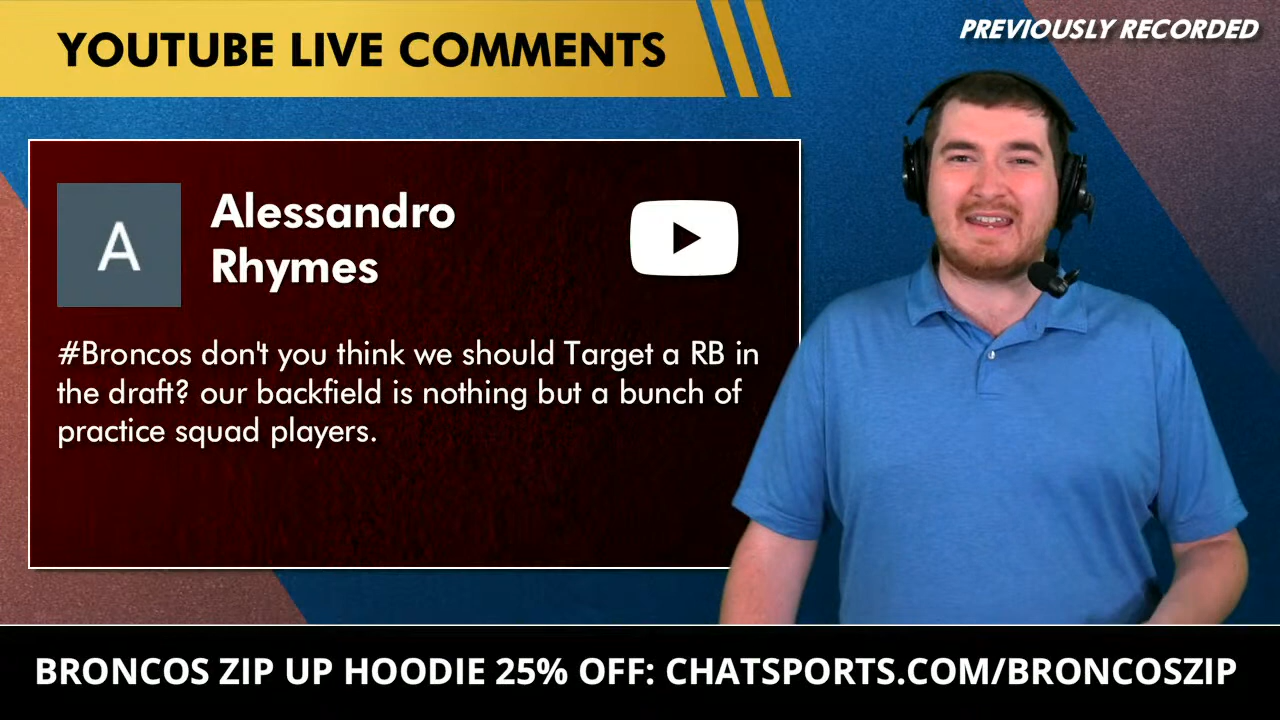 YOUTUBE LIVE COMMENTS
PREVIOUSLY RECORDED
A
Alessandro
Rhymes
#Broncos don't you think we should Target a RB in
the draft? our backfield is nothing but a bunch of
practice squad players.
BRONCOS ZIP UP HOODIE 25% OFF: CHATSPORTS.COM/BRONCOSZIP